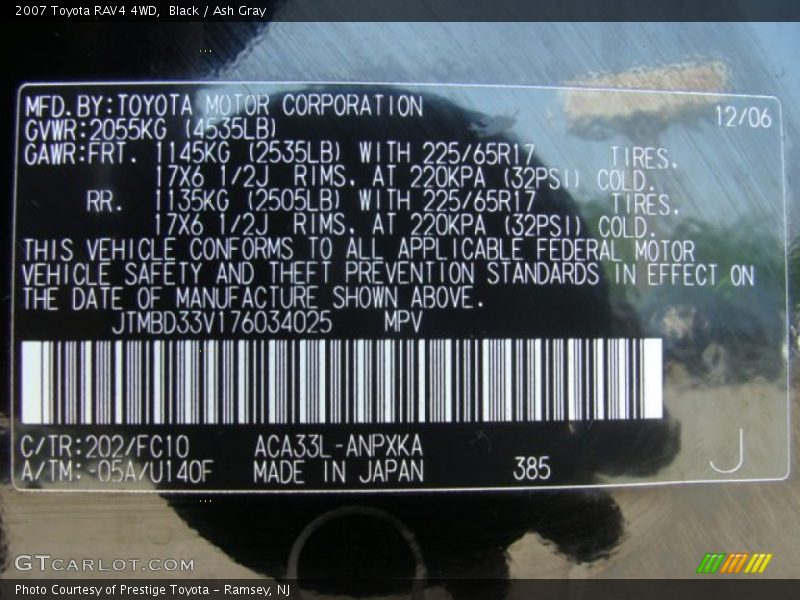 2007 Toyota RAV4 4WD,  Black / Ash Gray
MFD.BY:TOYOTA MOTOR CORPORATION 12/06
GVWR:2055KG (4535LB)
GAWR:FRT. 1145KG (2535LB) WITH 225/65R17 TIRES.
17X6 1/2J RIMS, AT 220KPA (32PSI) COLD.
RR. 1135KG (2505LB) WITH 225/65R17 TIRES,
17X6 1/2J RIMS, AT 220KPA (32PSI) COLD.
THIS VEHICLE CONFORMS TO ALL APPLICABLE FEDERAL MOTOR
VEHICLE SAFETY AND THEFT PREVENTION STANDARDS IN EFFECT ON
THE DATE OF MANUFACTURE SHOWN ABOVE.
JTMBD33V176034025 MPV
C/TR:202/FC10 ACA33L-ANPXKA
A/TM:-05A/U140F MADE IN JAPAN 385 J
GTCARLOT.COM
Photo Courtesy of Prestige Toyota - Ramsey, NJ